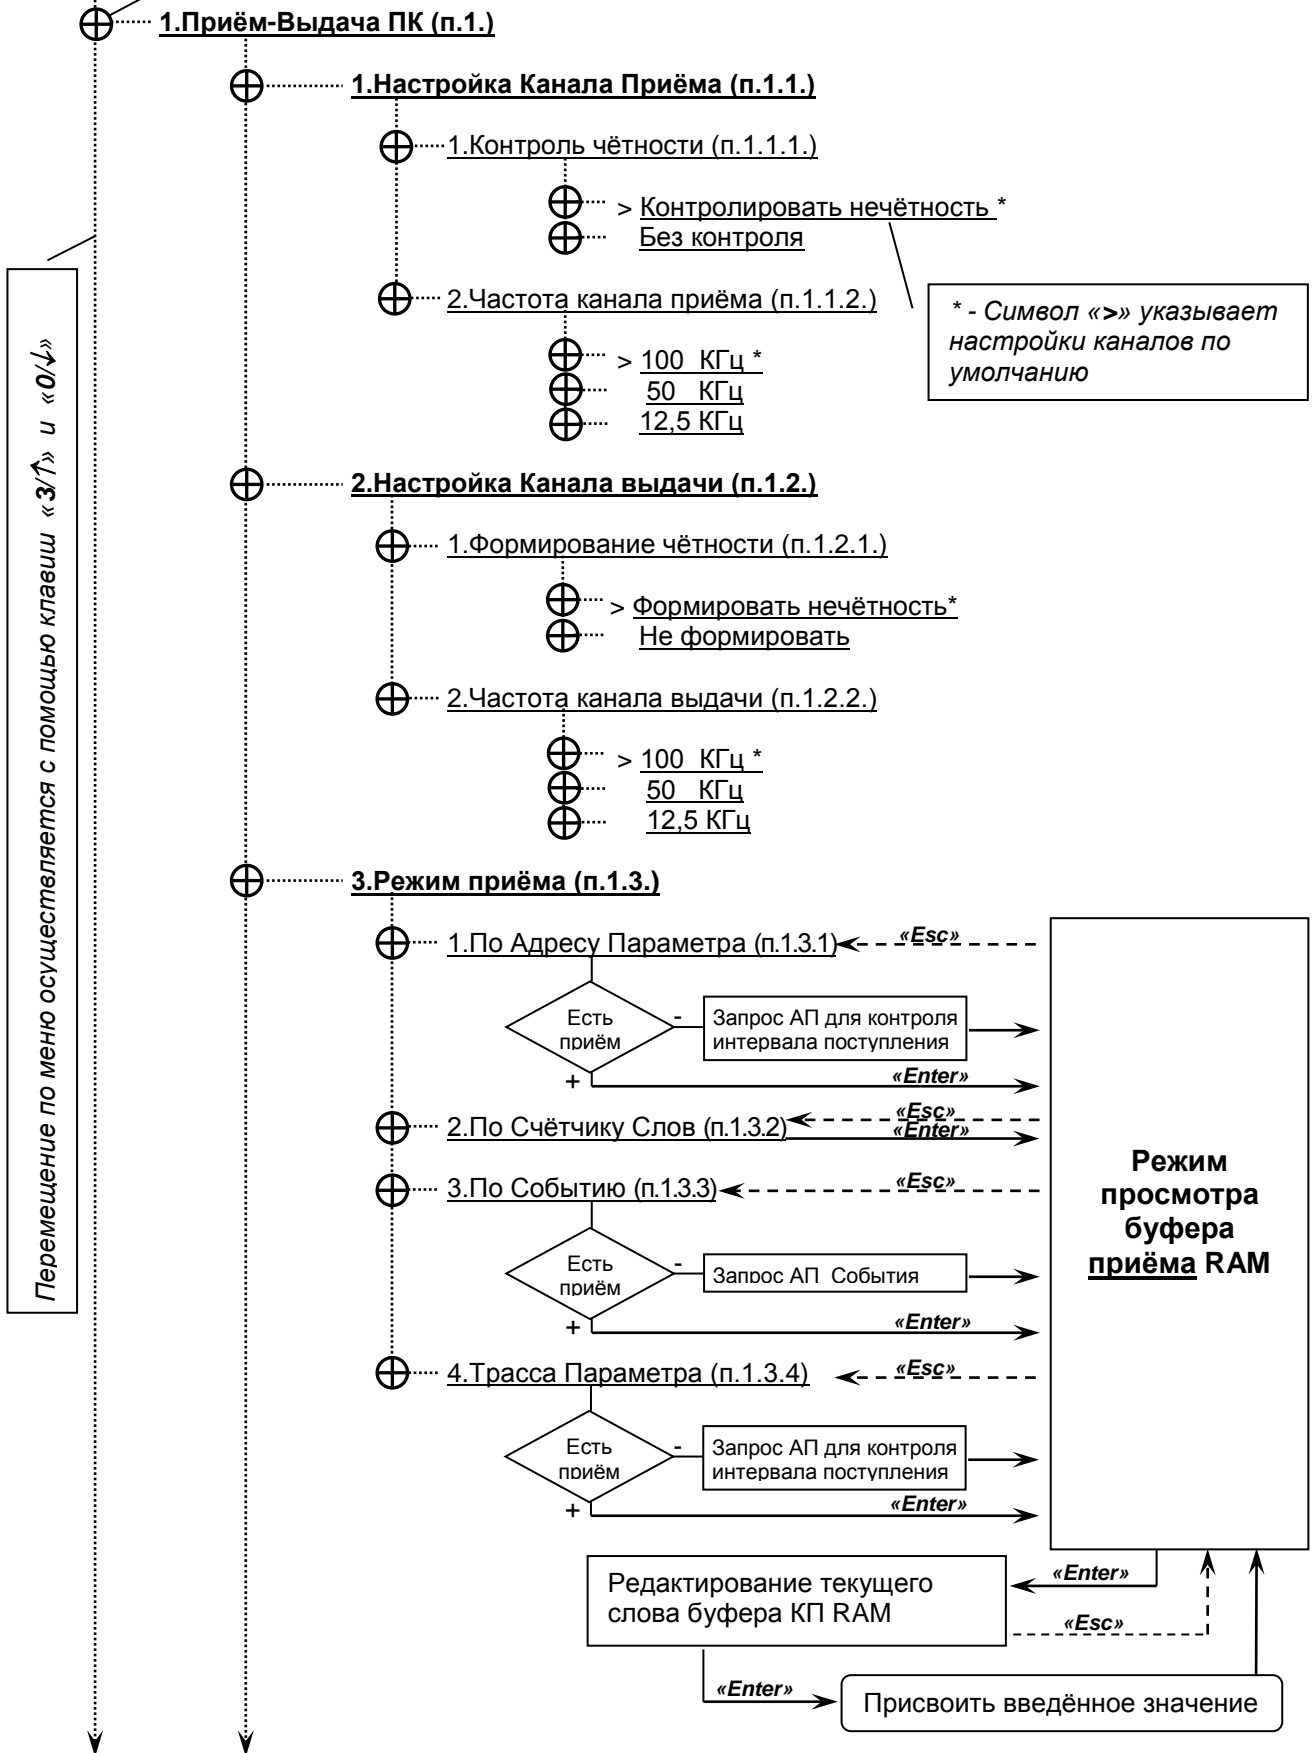 1.Приём-Выдача ПК (п.1.)
1.Настройка Канала Приёма (п.1.1.)
1.Контроль чётности (п.1.1.1.)
> Контролировать нечётность *
Без контроля
2.Частота канала приёма (п.1.1.2.)
> 100 КГц *
50 КГц
12,5 КГц
* - Символ «>» указывает
настройки каналов по
умолчанию
Перемещение по меню осуществляется с помощью клавиш «3/↑» и «0/↓»
2.Настройка Канала выдачи (п.1.2.)
1.Формирование чётности (п.1.2.1.)
> Формировать нечётность*
Не формировать
2.Частота канала выдачи (п.1.2.2.)
> 100 КГц *
50 КГц
12,5 КГц
3.Режим приёма (п.1.3.)
1.По Адресу Параметра (п.1.3.1)
«Esc»
Есть
приём
-
+
Запрос АП для контроля
интервала поступления
«Enter»
2.По Счётчику Слов (п.1.3.2)
«Esc»
«Enter»
3.По Событию (п.1.3.3)
«Esc»
Есть
приём
-
+
Запрос АП События
«Enter»
4.Трасса Параметра (п.1.3.4)
«Esc»
Есть
приём
-
+
Запрос АП для контроля
интервала поступления
«Enter»
Режим
просмотра
буфера
приёма RAM
Редактирование текущего
слова буфера КП RAM
«Enter»
«Esc»
«Enter»
Присвоить введённое значение